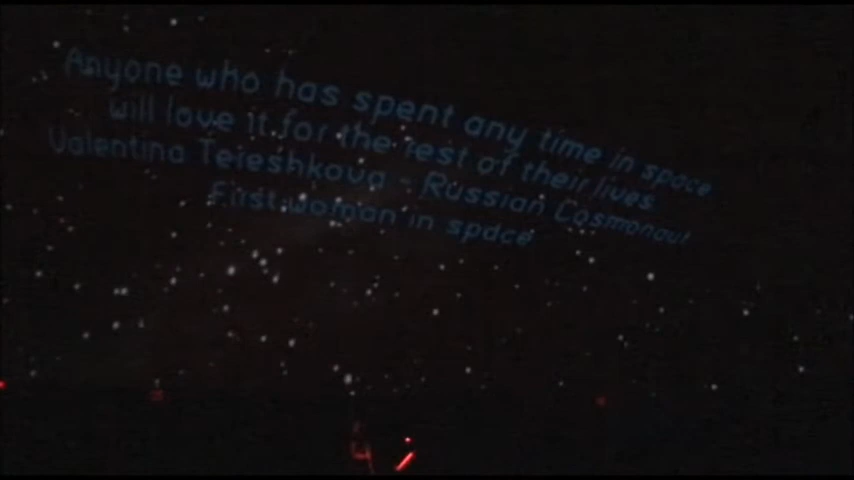 Anyone who has spent any time in space
will love it for the rest of their lives
Valentina Tereshkova - Russian Cosmonaut
First woman in space